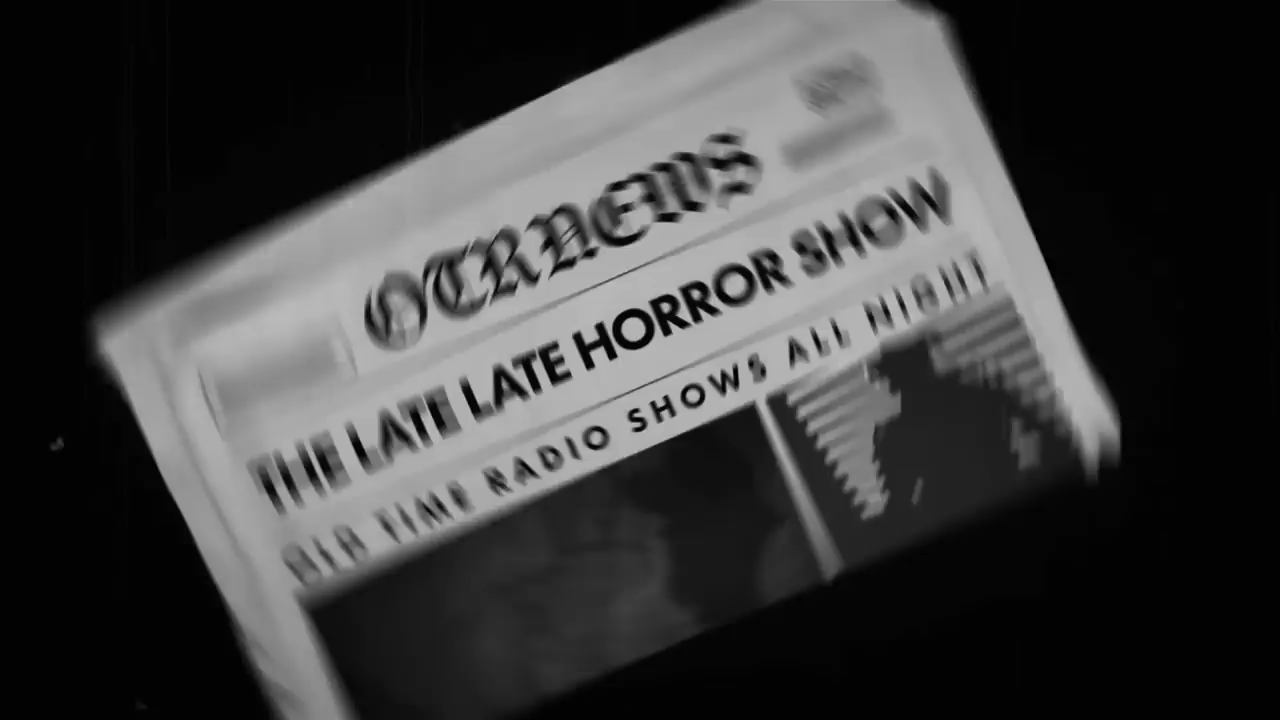 OTRNEWS
THE LATE LATE HORROR SHOW
OLD TIME RADIO SHOWS ALL NIGHT